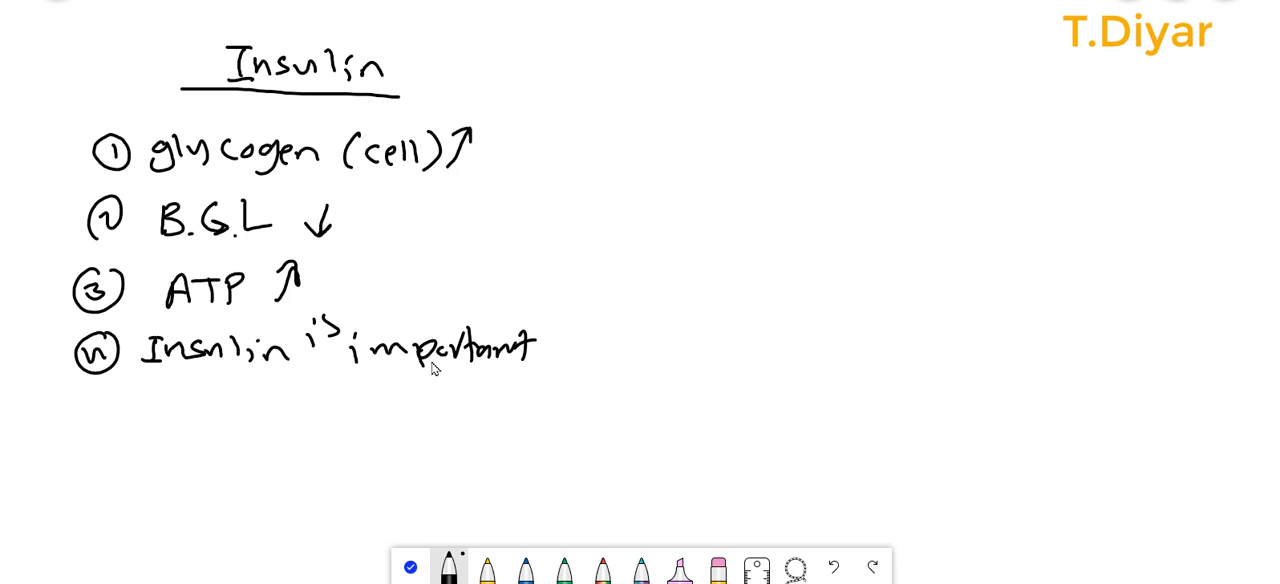 T.Diyar
Insulin
① glycogen (cell) ↑
② B.G.L ↓
③ ATP ↑
④ Insulin is important